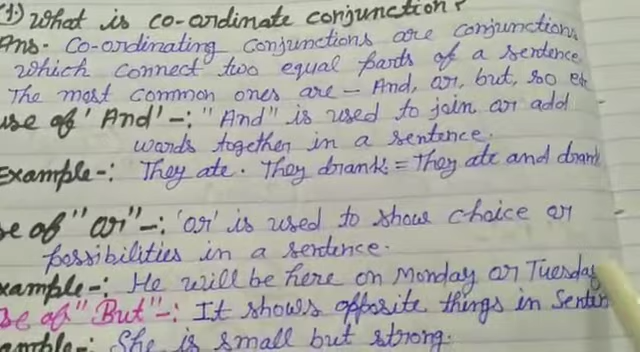 (1) What is co-ordinate conjunction?
Ans. Co-ordinating conjunctions are conjunctions
which connect two equal parts of a sentence
The most common ones are - And, or, but, so etc
use of 'And' -: "And" is used to join or add
words together in a sentence.
Example -: They ate. They drank. = They ate and drank
se of "or" -: 'or' is used to show choice or
possibilities in a sentence.
xample -: He will be here on Monday or Tuesday
se of "But" -: It shows opposite things in Senten
ample -: She is small but strong.